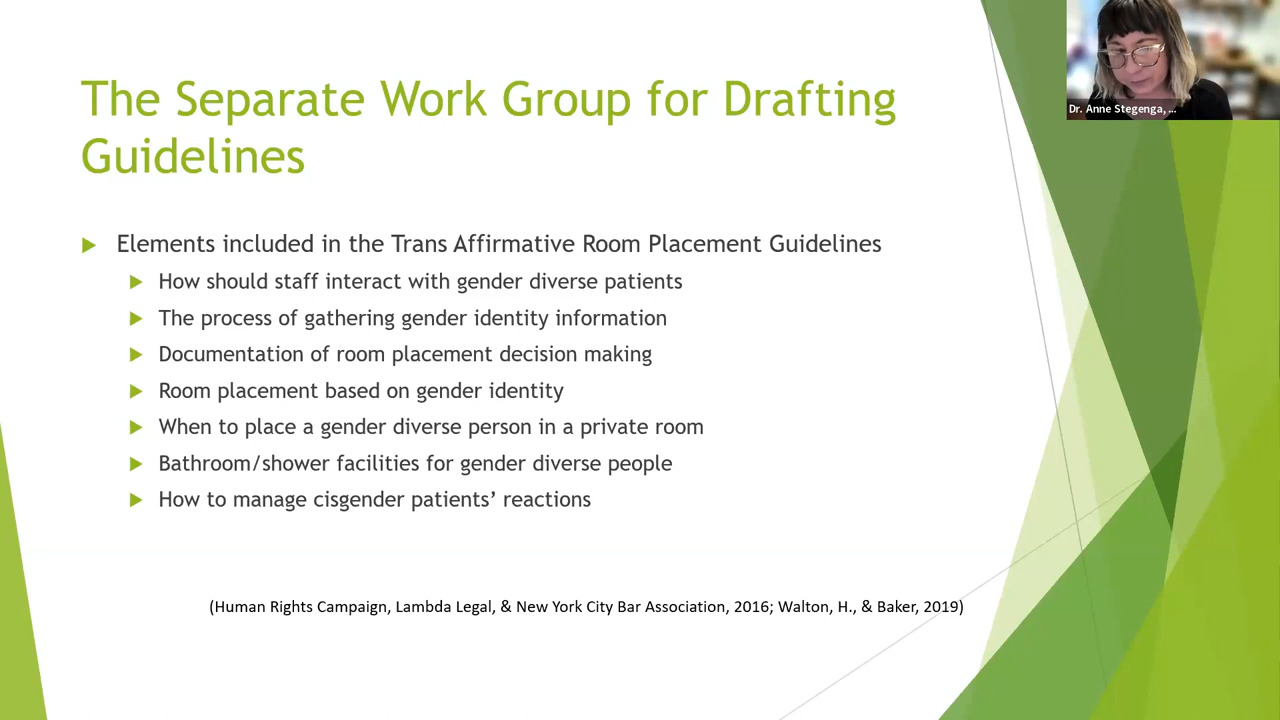 The Separate Work Group for Drafting
Guidelines
Elements included in the Trans Affirmative Room Placement Guidelines
How should staff interact with gender diverse patients
The process of gathering gender identity information
Documentation of room placement decision making
Room placement based on gender identity
When to place a gender diverse person in a private room
Bathroom/shower facilities for gender diverse people
How to manage cisgender patients’ reactions
(Human Rights Campaign, Lambda Legal, & New York City Bar Association, 2016; Walton, H., & Baker, 2019)
Dr. Anne Stegenga, ...